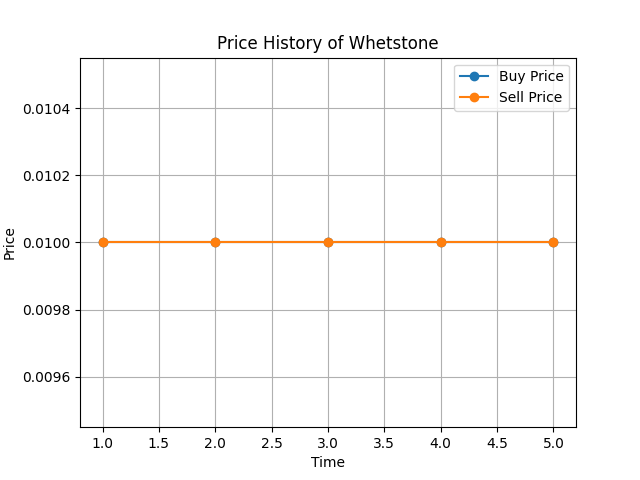 Price History of Whetstone
Buy Price
Sell Price
0.0104
0.0102
0.0100
0.0098
0.0096
Price
1.0 1.5 2.0 2.5 3.0 3.5 4.0 4.5 5.0
Time